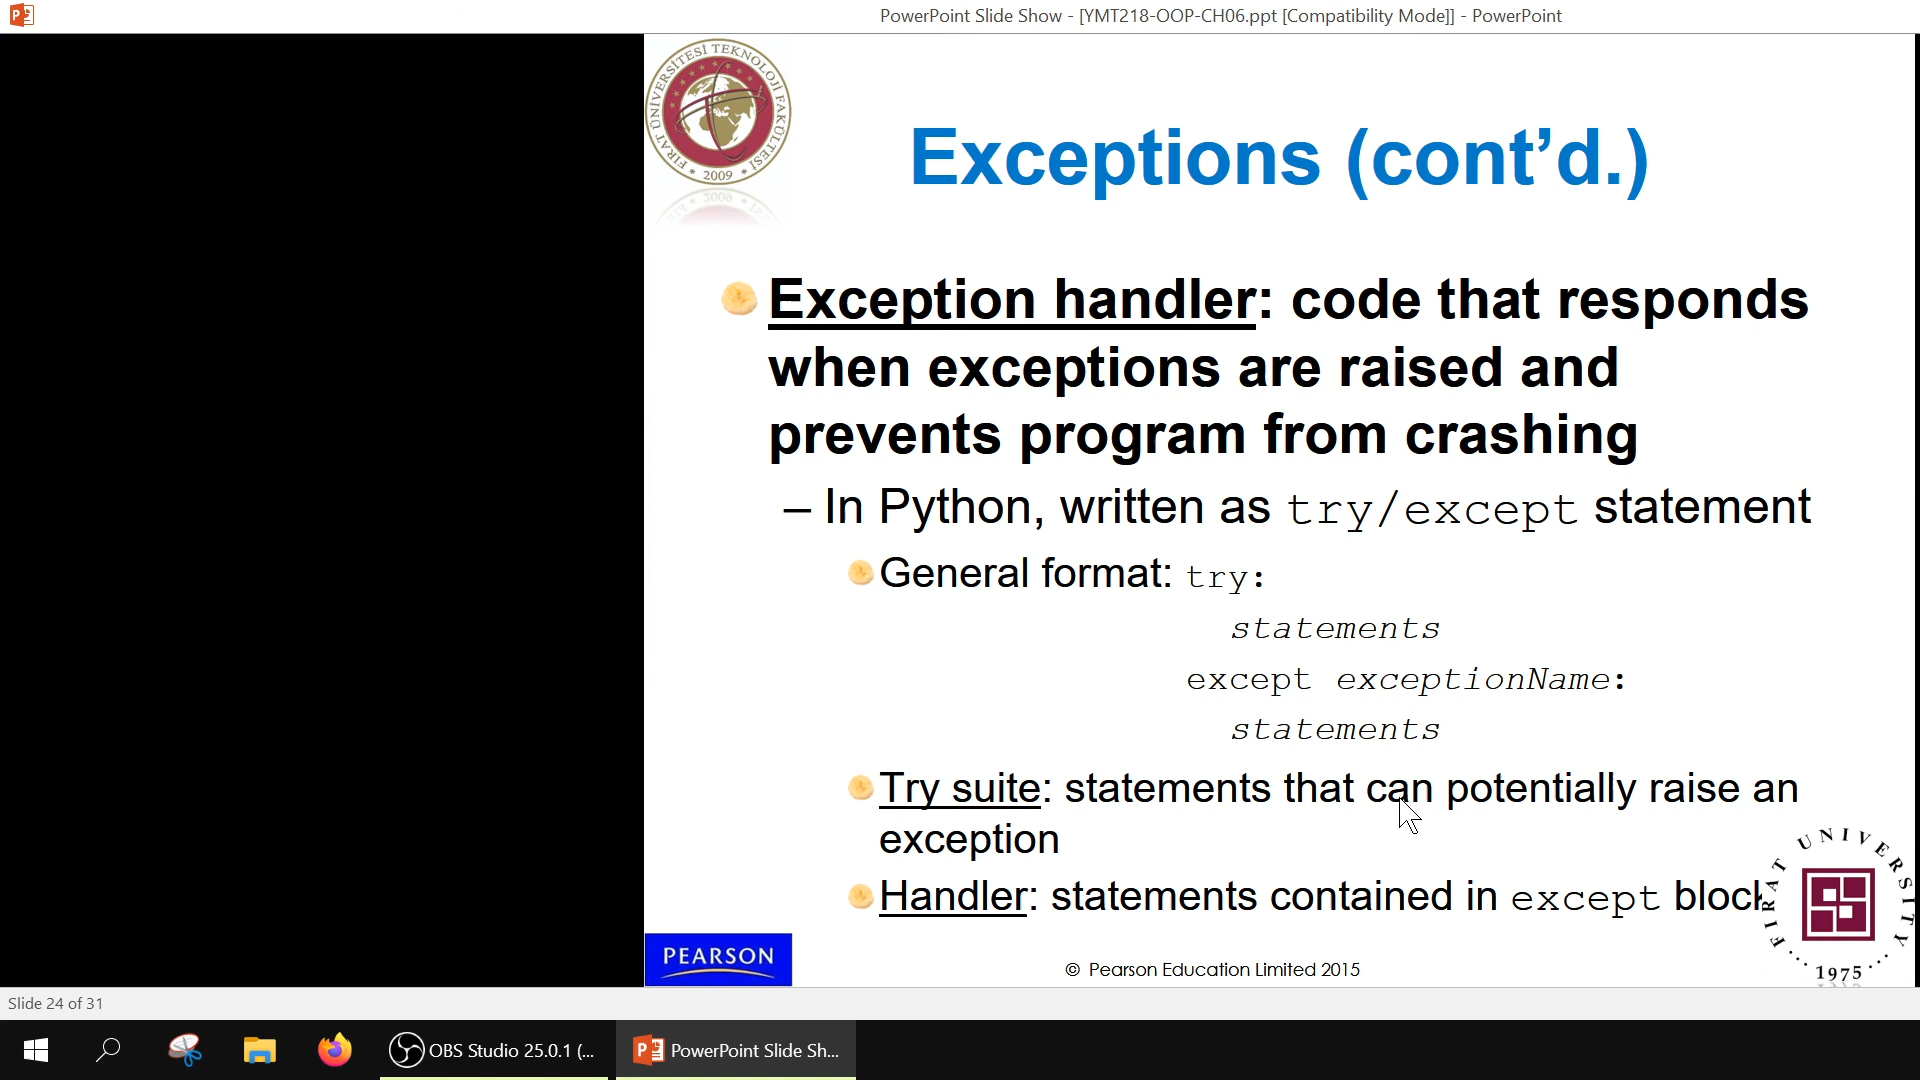 PowerPoint Slide Show - [YMT218-OOP-CH06.ppt [Compatibility Mode]] - PowerPoint
FIRAT ÜNİVERSİTESİ TEKNOLOJİ FAKÜLTESİ
* 2009 *
Exceptions (cont’d.)
Exception handler: code that responds
when exceptions are raised and
prevents program from crashing
– In Python, written as try/except statement
General format: try:
statements
except exceptionName:
statements
Try suite: statements that can potentially raise an
exception
Handler: statements contained in except block
FIRAT UNIVERSITY
1975
PEARSON
© Pearson Education Limited 2015
Slide 24 of 31
OBS Studio 25.0.1 (...
PowerPoint Slide Sh...